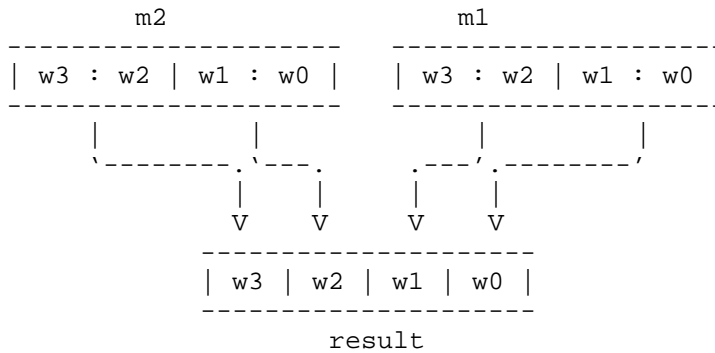 m2 m1
---------------------    ---------------------
| w3 : w2 | w1 : w0 |    | w3 : w2 | w1 : w0
---------------------    ---------------------
|         |              |         |
‘--------.‘---.     .---’.--------’
|    |     |    |
V    V     V    V
---------------------
| w3 | w2 | w1 | w0 |
---------------------
result